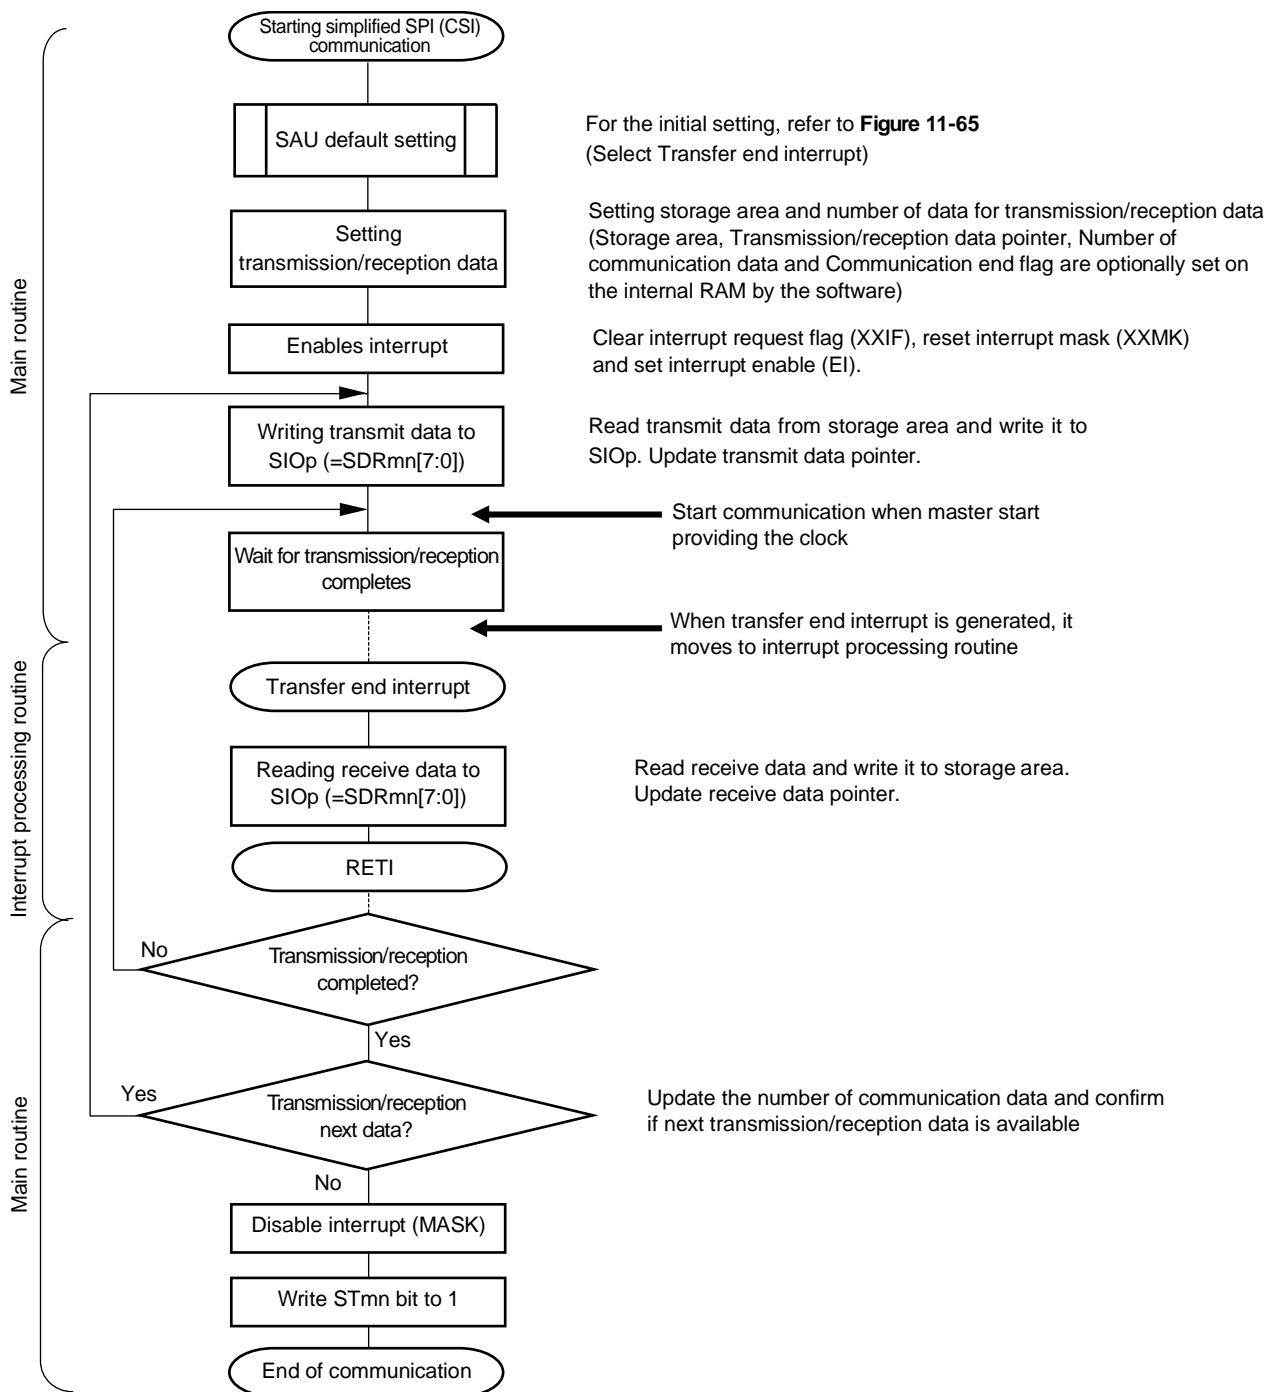 Starting simplified SPI (CSI)
communication
SAU default setting
For the initial setting, refer to Figure 11-65
(Select Transfer end interrupt)
Setting
transmission/reception data
Setting storage area and number of data for transmission/reception data
(Storage area, Transmission/reception data pointer, Number of
communication data and Communication end flag are optionally set on
the internal RAM by the software)
Main routine
Enables interrupt
Clear interrupt request flag (XXIF), reset interrupt mask (XXMK)
and set interrupt enable (EI).
Writing transmit data to
SIOp (=SDRmn[7:0])
Read transmit data from storage area and write it to
SIOp. Update transmit data pointer.
Start communication when master start
providing the clock
Wait for transmission/reception
completes
When transfer end interrupt is generated, it
moves to interrupt processing routine
Transfer end interrupt
Interrupt processing routine
Reading receive data to
SIOp (=SDRmn[7:0])
Read receive data and write it to storage area.
Update receive data pointer.
RETI
No
Transmission/reception
completed?
Yes
Yes
Transmission/reception
next data?
Update the number of communication data and confirm
if next transmission/reception data is available
Main routine
No
Disable interrupt (MASK)
Write STmn bit to 1
End of communication